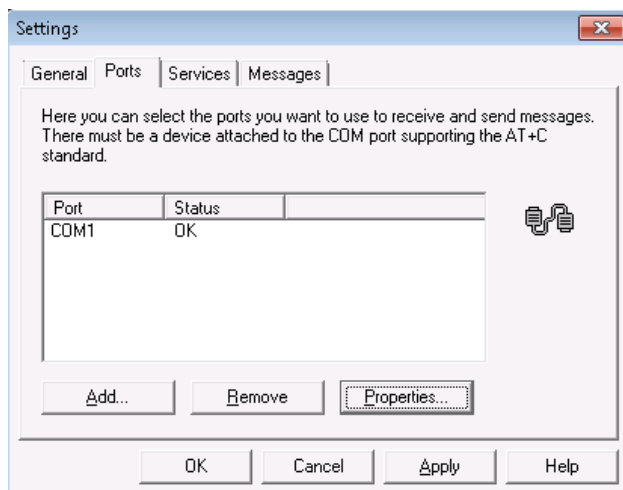 Settings
General Ports Services Messages
Here you can select the ports you want to use to receive and send messages.
There must be a device attached to the COM port supporting the AT+C
standard.
Port Status
COM1 OK
Add... Remove Properties...
OK Cancel Apply Help